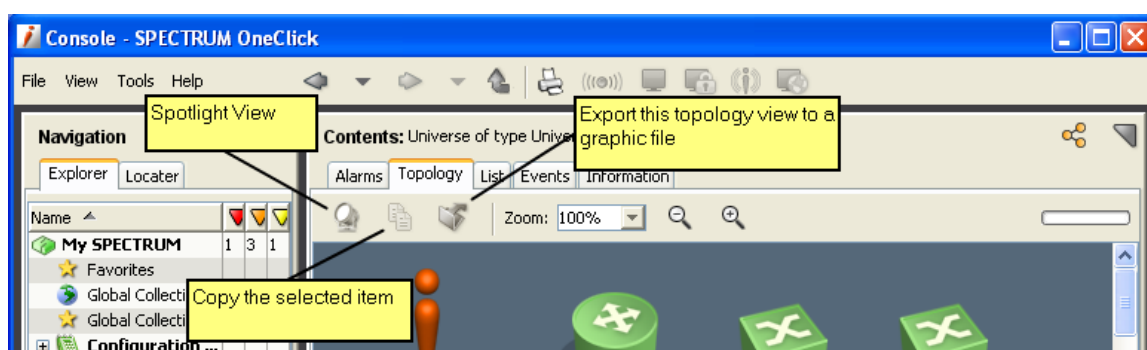 Console - SPECTRUM OneClick
File View Tools Help
Spotlight View
Export this topology view to a
graphic file
Navigation
Contents: Universe of type Univer
Explorer Locater
Alarms Topology List Events Information
Name
Zoom: 100%
My SPECTRUM 1 3 1
Favorites
Global Collecti
Copy the selected item
Global Collecti
Configuration ...